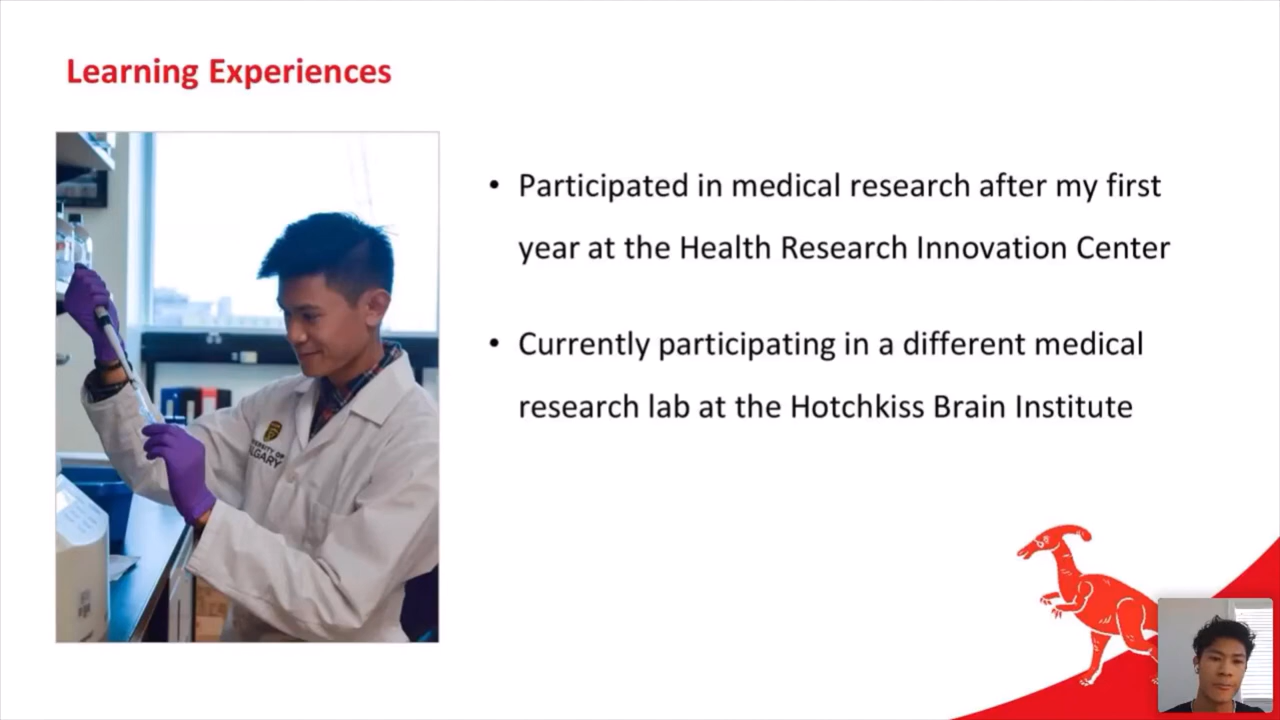 Learning Experiences
• Participated in medical research after my first
year at the Health Research Innovation Center
• Currently participating in a different medical
research lab at the Hotchkiss Brain Institute